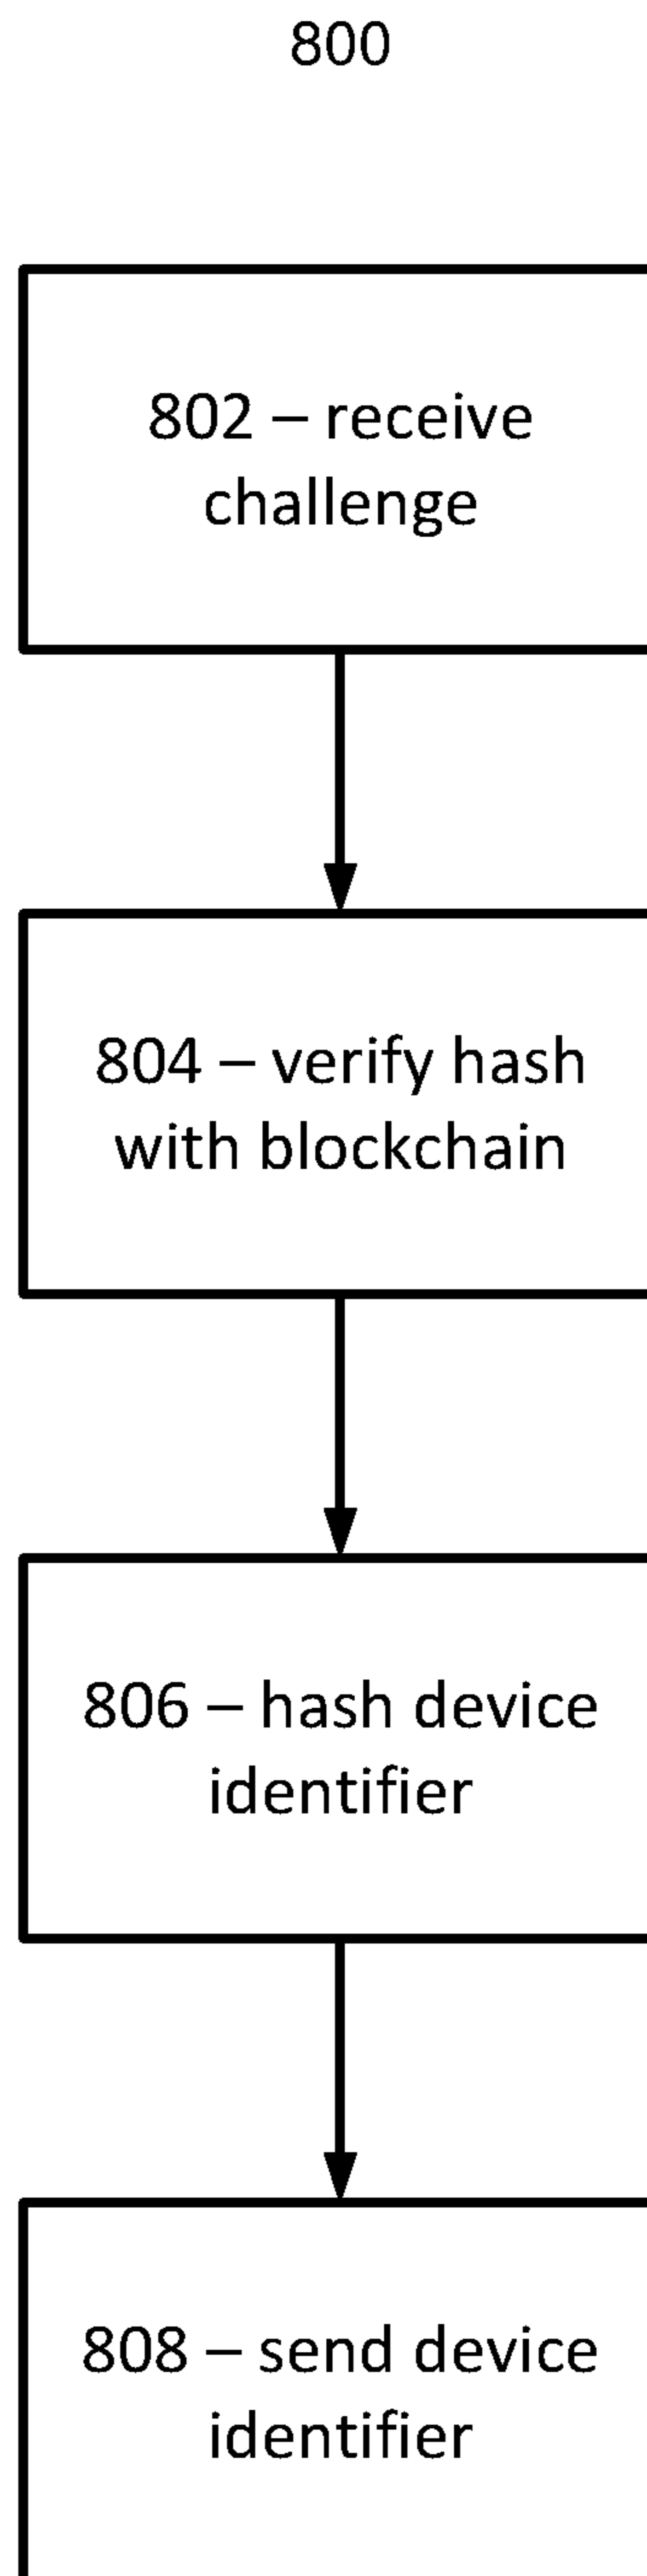 800
802 – receive
challenge
804 – verify hash
with blockchain
806 – hash device
identifier
808 – send device
identifier